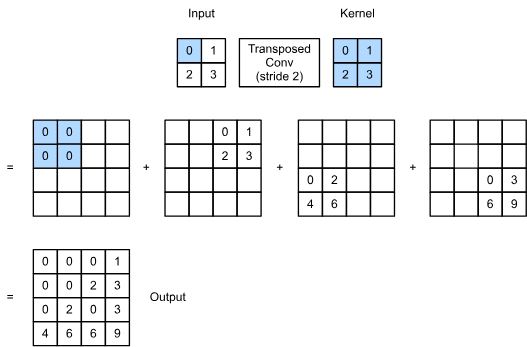 Input Kernel
0 1 Transposed Conv (stride 2) 0 1
2 3 2 3
0 0 0 1
0 0 2 3
= + + +
0 2 0 3
4 6 6 9
0 0 0 1
0 0 2 3
= Output
0 2 0 3
4 6 6 9